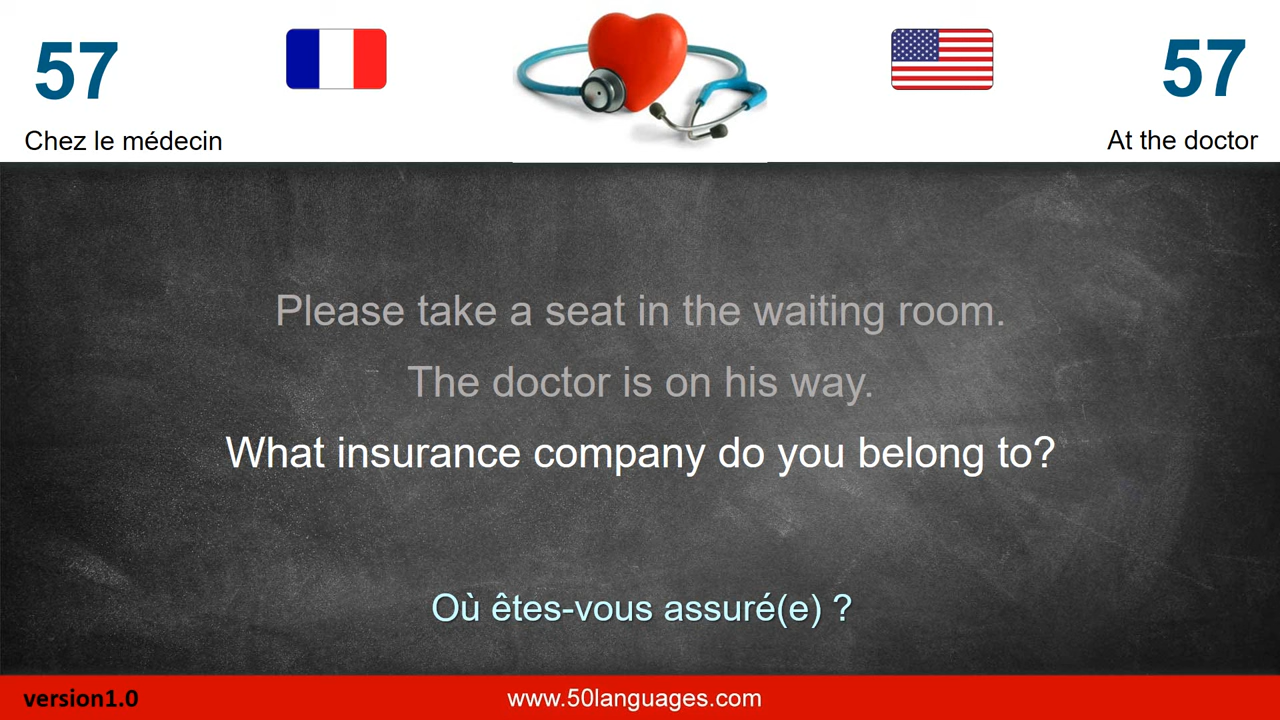 57
57
Chez le médecin
At the doctor
Please take a seat in the waiting room.
The doctor is on his way.
What insurance company do you belong to?
Où êtes-vous assuré(e) ?
version1.0
www.50languages.com